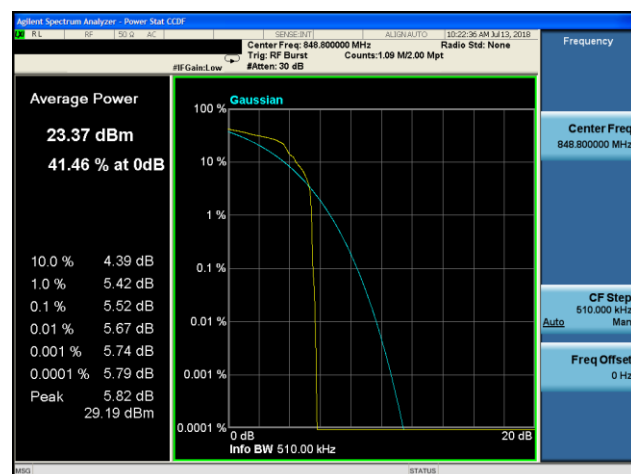 Agilent Spectrum Analyzer - Power Stat CCDF
RL RF 50 Ω AC SENSE:INT ALIGN AUTO 10:22:36 AM Jul 13, 2018
Center Freq: 848.800000 MHz Radio Std: None
Trig: RF Burst Counts:1.09 M/2.00 Mpt
#IFGain:Low #Atten: 30 dB
Frequency
Average Power
23.37 dBm
41.46 % at 0dB
10.0 % 4.39 dB
1.0 % 5.42 dB
0.1 % 5.52 dB
0.01 % 5.67 dB
0.001 % 5.74 dB
0.0001 % 5.79 dB
Peak 5.82 dB
29.19 dBm
Gaussian
100 %
10 %
1 %
0.1 %
0.01 %
0.001 %
0.0001 %
0 dB 20 dB
Info BW 510.00 kHz
Center Freq
848.800000 MHz
CF Step
510.000 kHz
Auto Man
Freq Offset
0 Hz
MSG STATUS